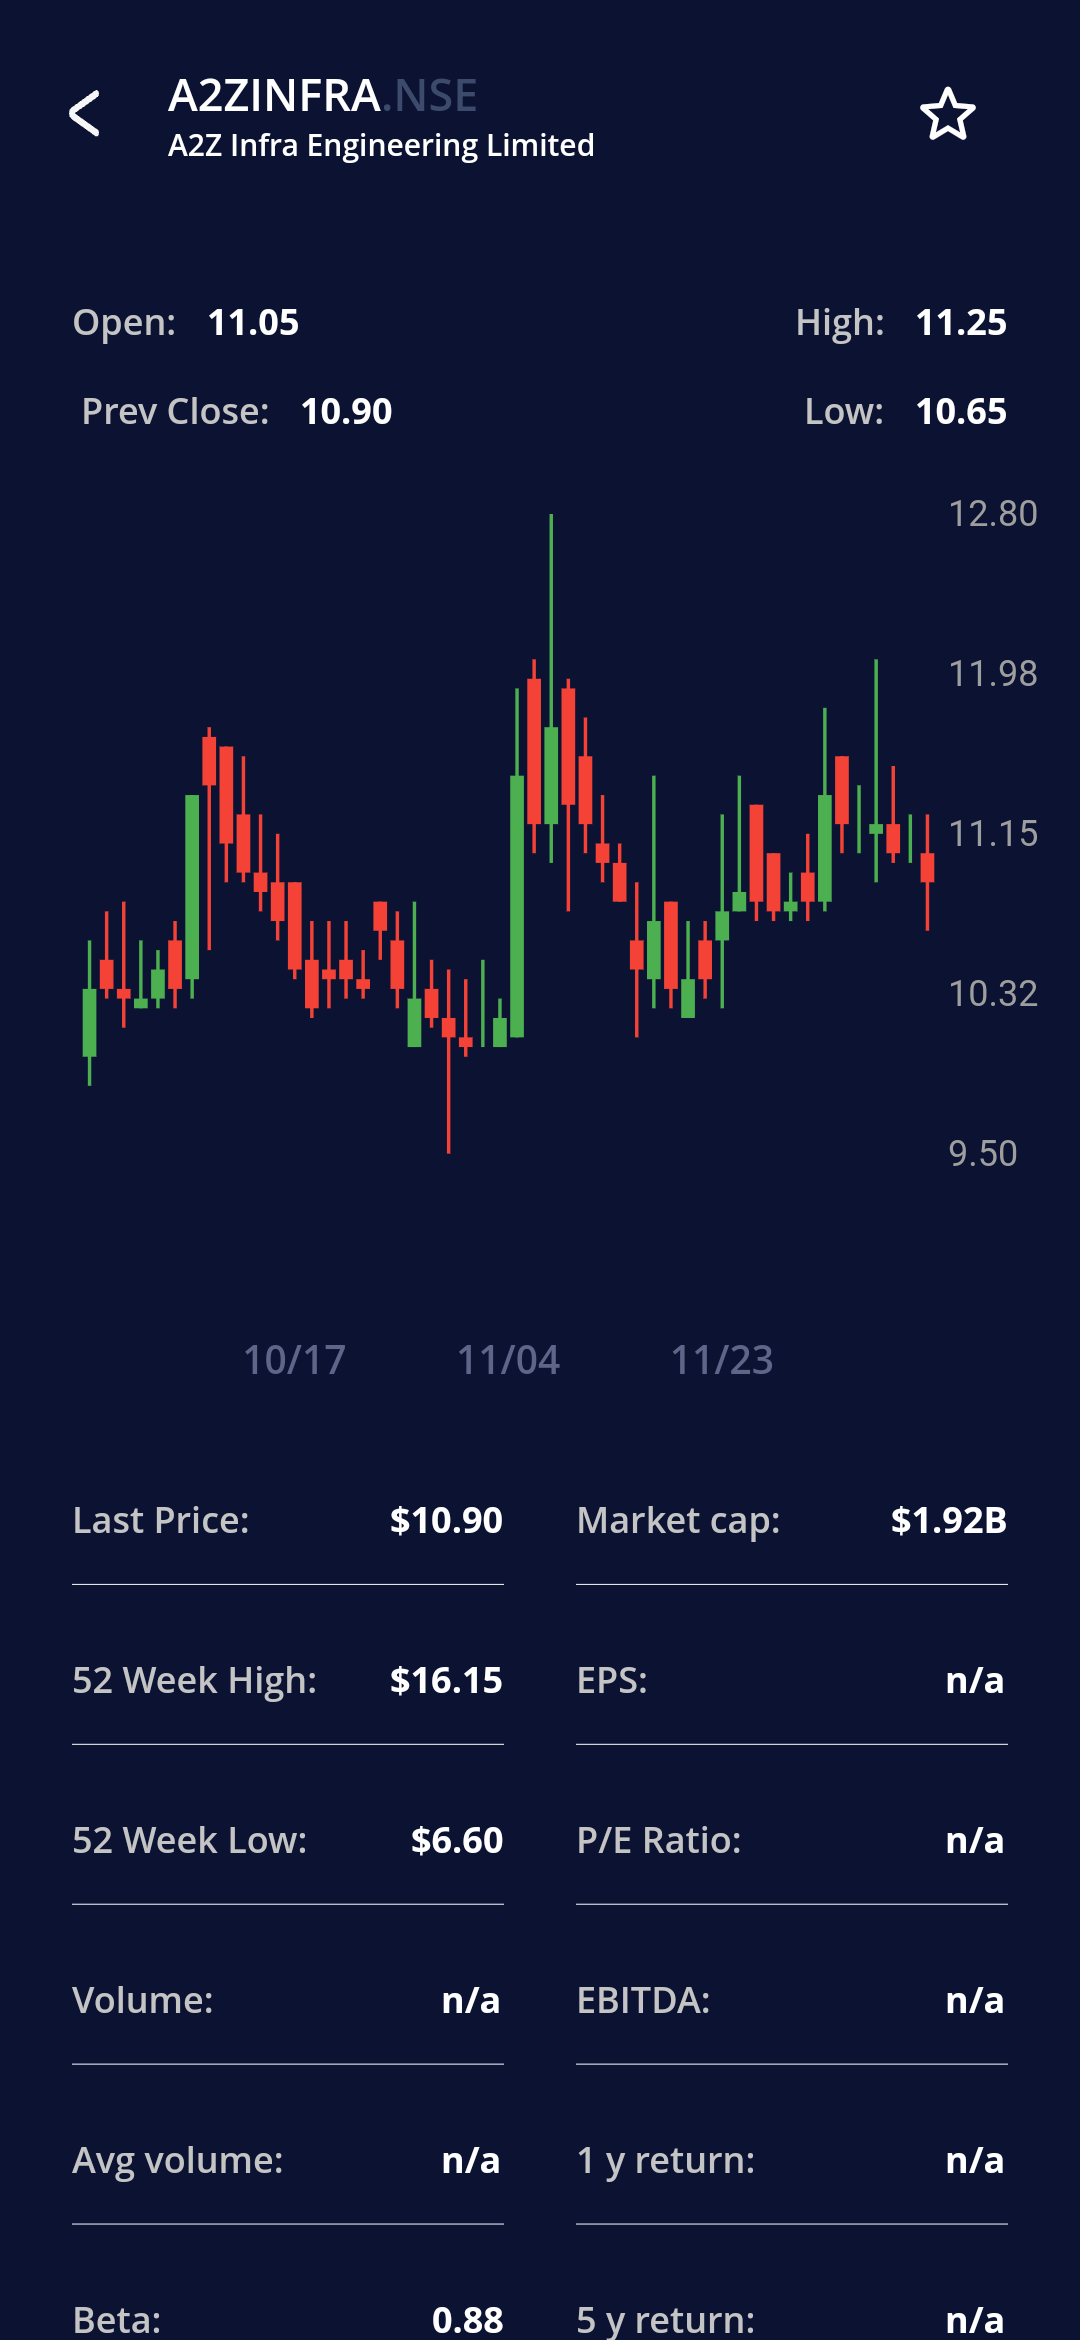 A2ZINFRA.NSE
A2Z Infra Engineering Limited
Open: 11.05 High: 11.25
Prev Close: 10.90 Low: 10.65
12.80
11.98
11.15
10.32
9.50
10/17 11/04 11/23
Last Price: $10.90 Market cap: $1.92B
52 Week High: $16.15 EPS: n/a
52 Week Low: $6.60 P/E Ratio: n/a
Volume: n/a EBITDA: n/a
Avg volume: n/a 1 y return: n/a
Beta: 0.88 5 y return: n/a